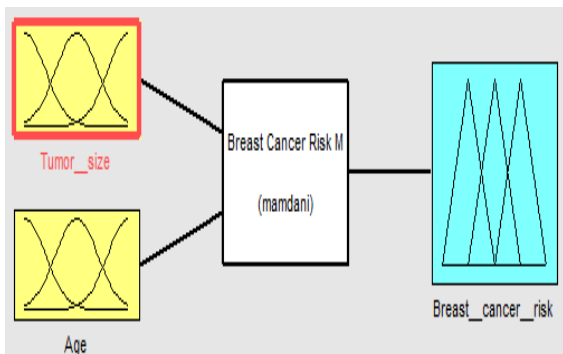 Tumor__size
Breast Cancer Risk M
(mamdani)
Age
Breast__cancer__risk